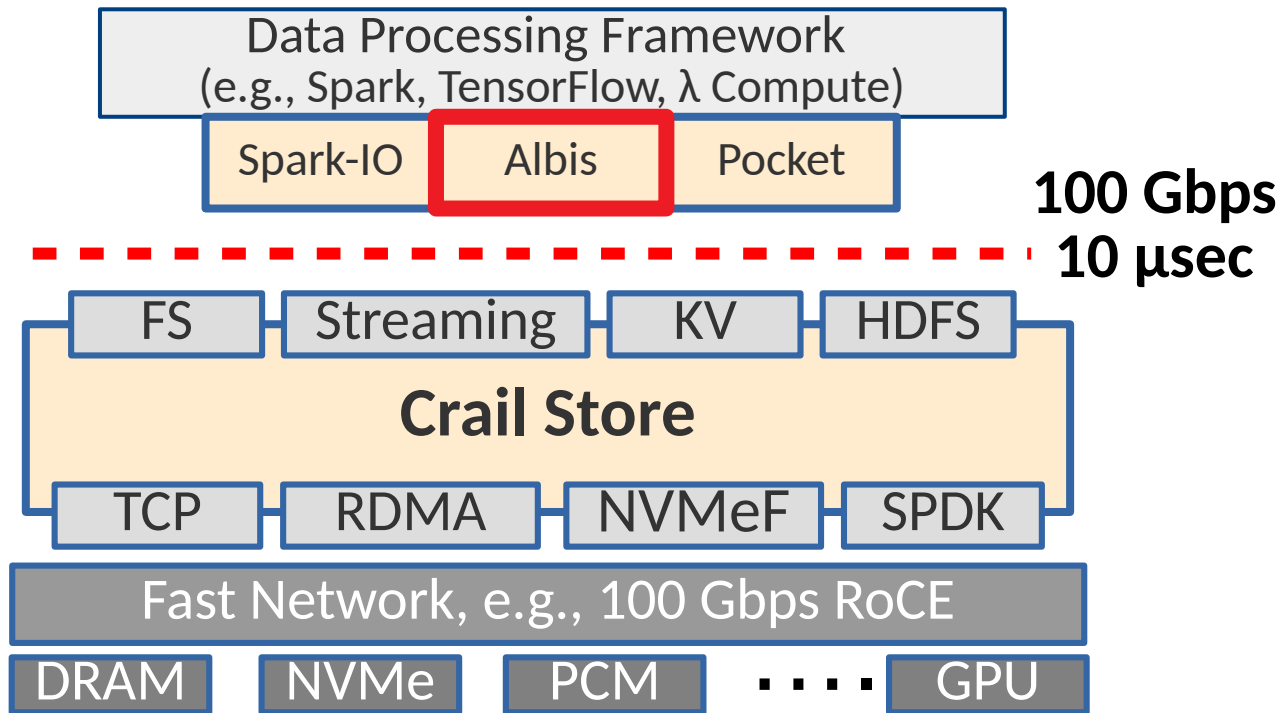 Data Processing Framework
(e.g., Spark, TensorFlow, λ Compute)
Spark-IO Albis Pocket
100 Gbps
10 μsec
FS Streaming KV HDFS
Crail Store
TCP RDMA NVMeF SPDK
Fast Network, e.g., 100 Gbps RoCE
DRAM NVMe PCM .... GPU